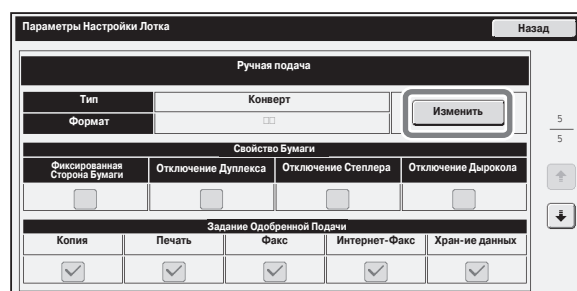 Параметры Настройки Лотка
Назад
Ручная подача
Тип
Конверт
Изменить
Формат
5
5
Свойство Бумаги
Фиксированная
Сторона Бумаги
Отключение Дуплекса
Отключение Степлера
Отключение Дырокола
Задание Одобренной Подачи
Копия
Печать
Факс
Интернет-Факс
Хран-ие данных